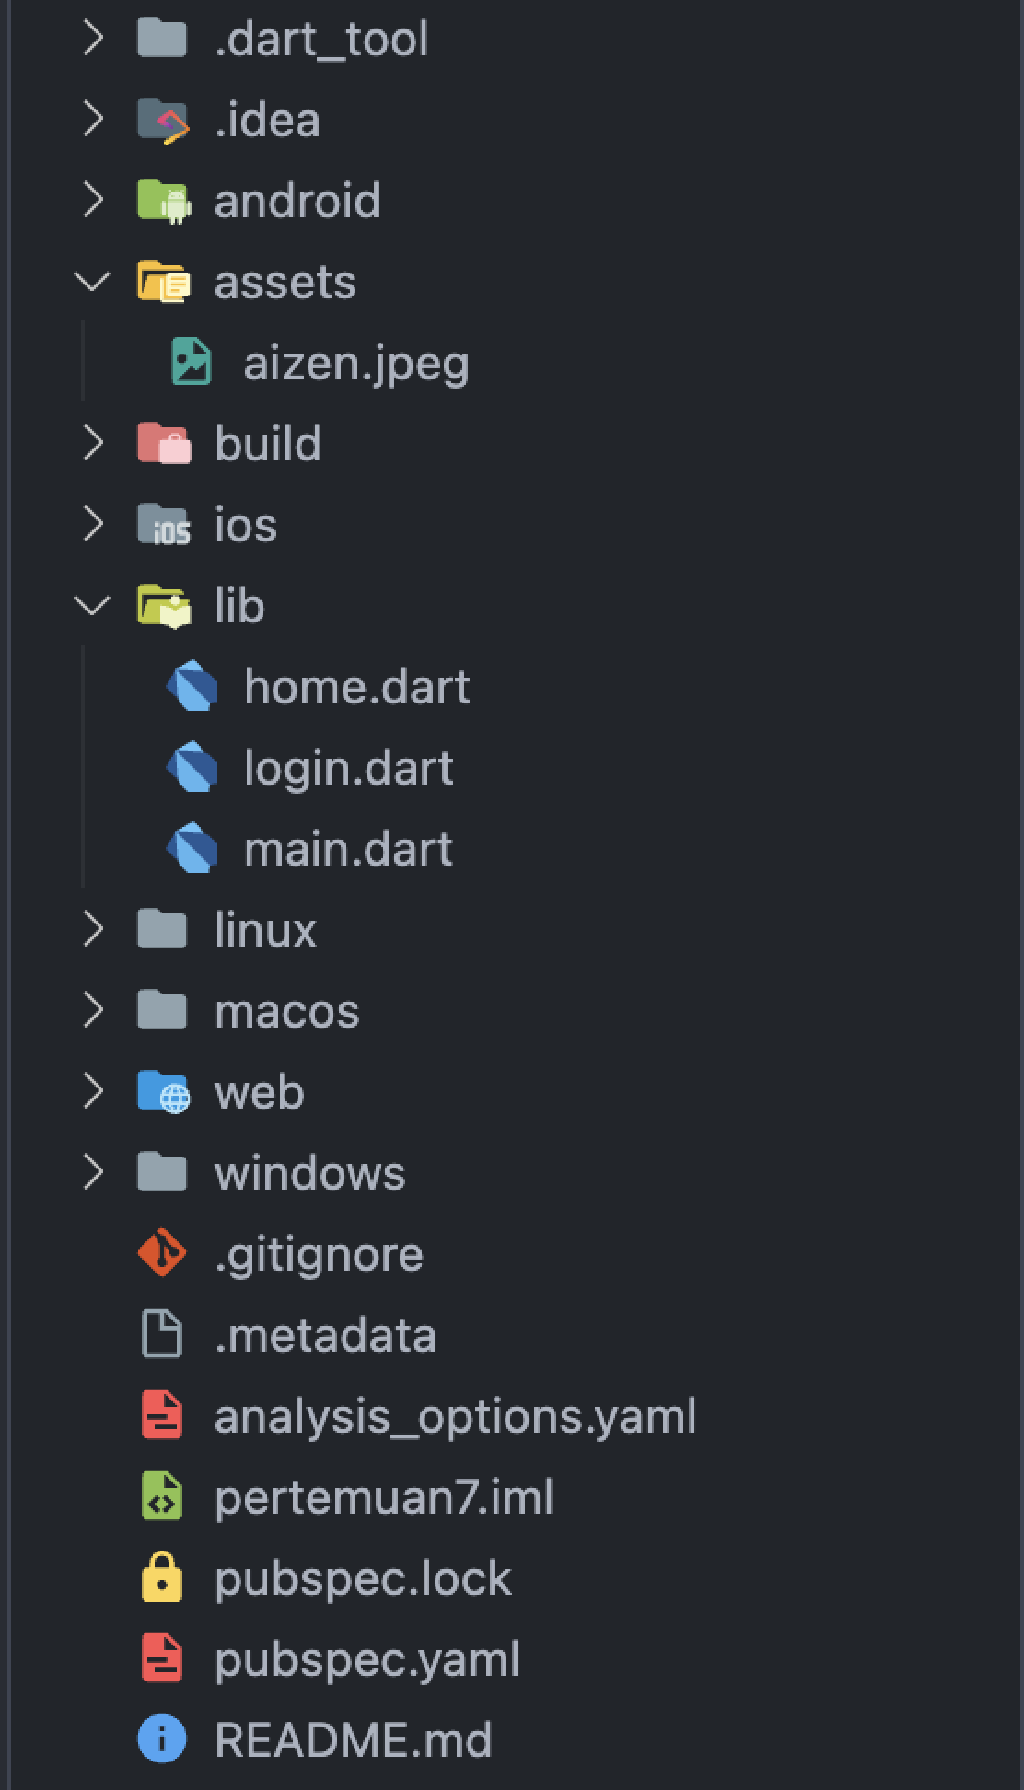 .dart_tool
.idea
android
assets
aizen.jpeg
build
iOS ios
lib
home.dart
login.dart
main.dart
linux
macos
web
windows
.gitignore
.metadata
analysis_options.yaml
pertemuan7.iml
pubspec.lock
pubspec.yaml
README.md